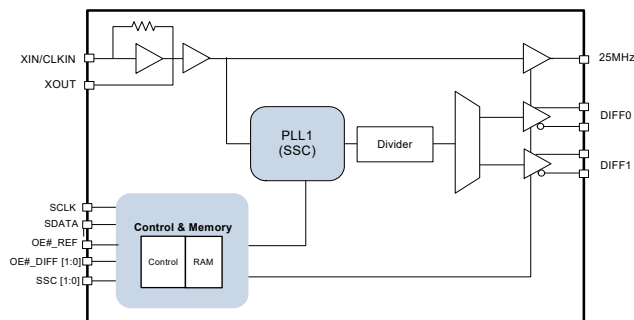 XIN/CLKIN
XOUT
25MHz
DIFF0
DIFF1
PLL1
(SSC)
Divider
SCLK
SDATA
OE#_REF
OE#_DIFF [1:0]
SSC [1:0]
Control & Memory
Control
RAM